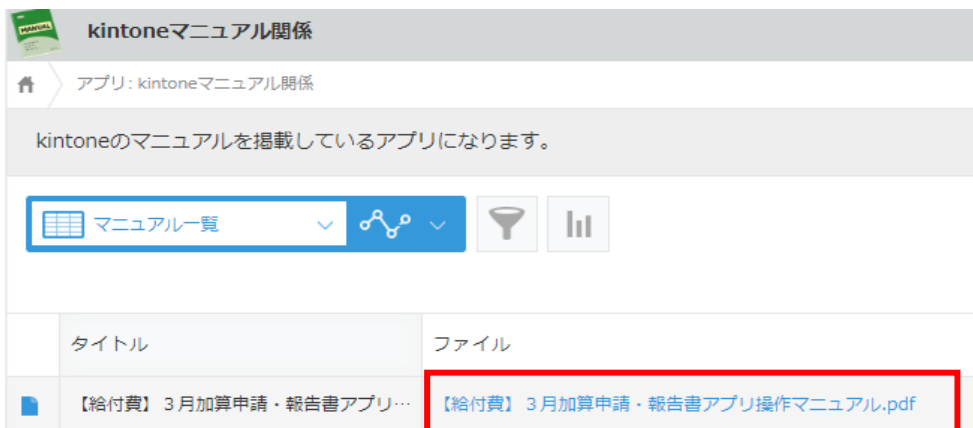 MANUAL
kintoneマニュアル関係
アプリ: kintoneマニュアル関係
kintoneのマニュアルを掲載しているアプリになります。
マニュアル一覧
タイトル
ファイル
【給付費】３月加算申請・報告書アプリ…
【給付費】３月加算申請・報告書アプリ操作マニュアル.pdf